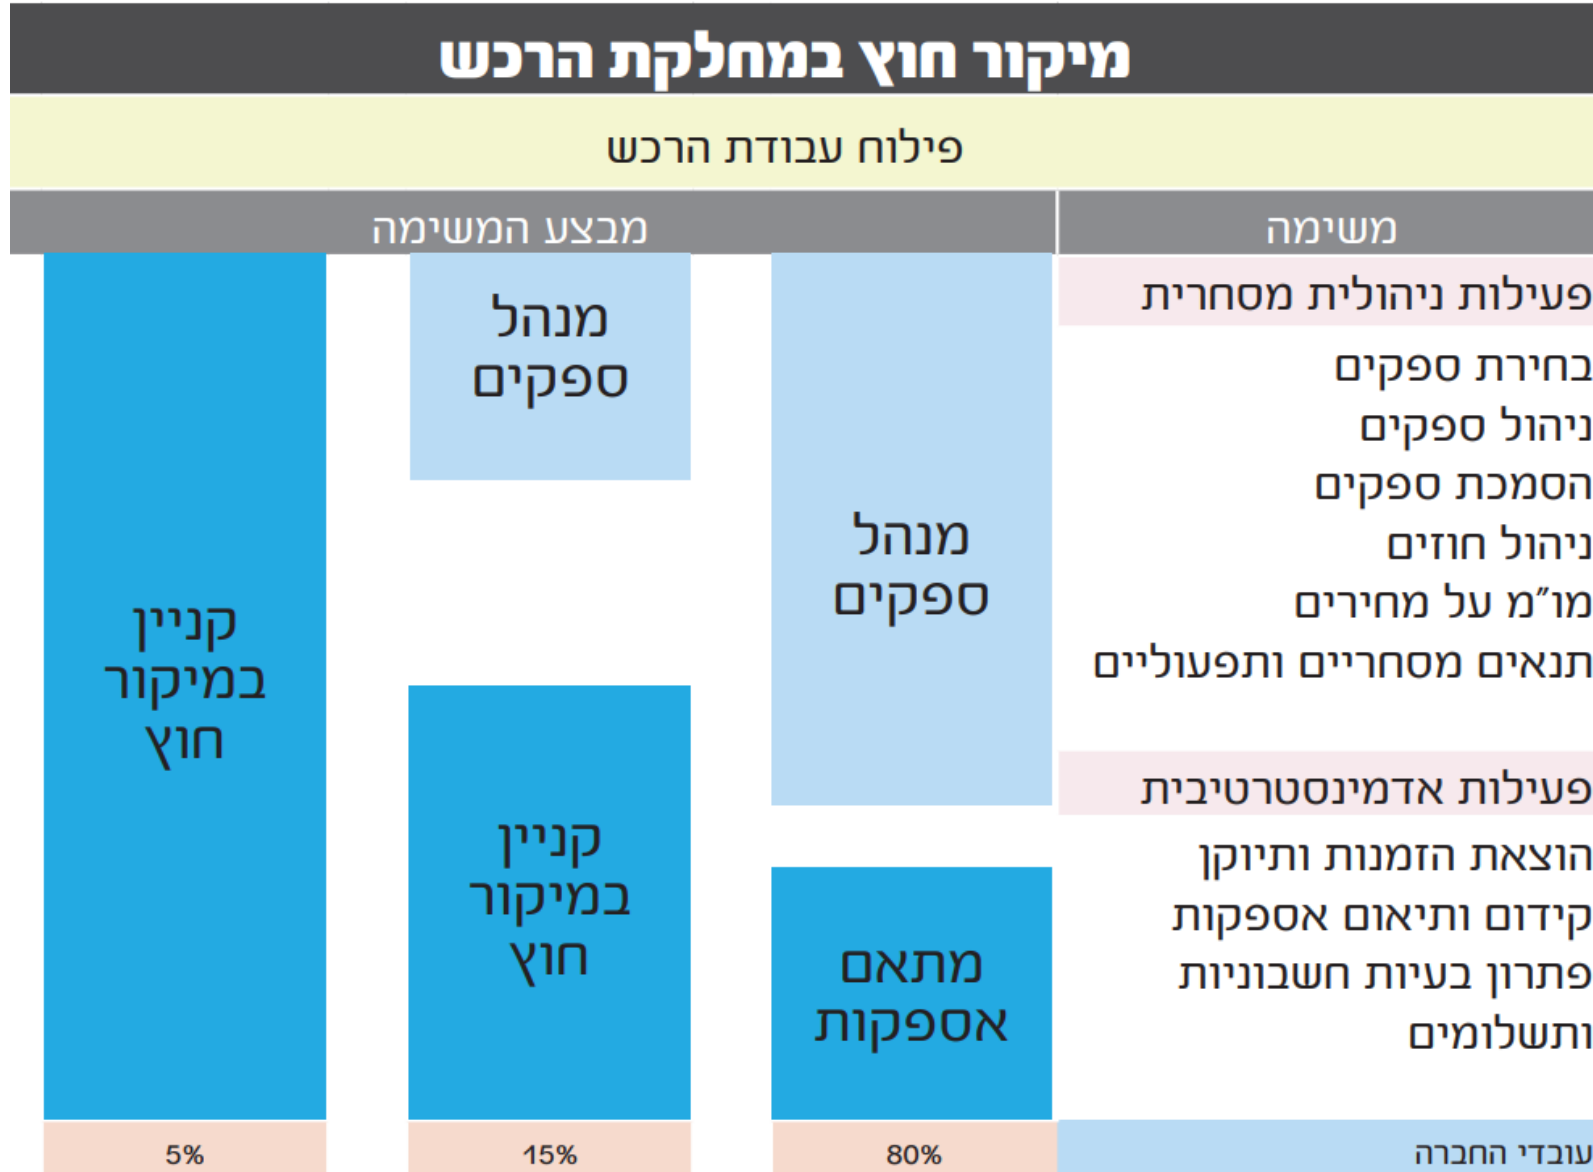 מיקור חוץ במחלקת הרכש
פילוח עבודת הרכש
משימה
מבצע המשימה
פעילות ניהולית מסחרית
בחירת ספקים
ניהול ספקים
הסמכת ספקים
ניהול חוזים
מו״מ על מחירים
תנאים מסחריים ותפעוליים
פעילות אדמינסטרטיבית
הוצאת הזמנות ותיוקן
קידום ותיאום אספקות
פתרון בעיות חשבוניות
ותשלומים
מנהל
ספקים
מתאם
אספקות
מנהל
ספקים
קניין
במיקור
חוץ
קניין
במיקור
חוץ
עובדי החברה
80%
15%
5%